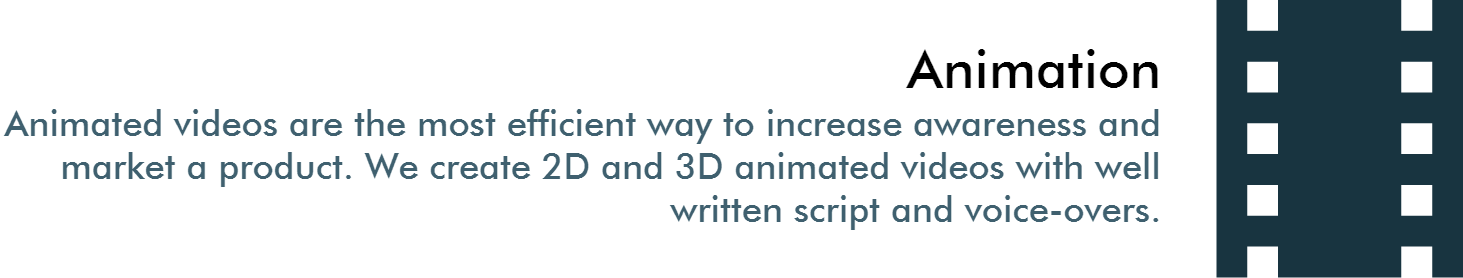 Animation
Animated videos are the most efficient way to increase awareness and
market a product. We create 2D and 3D animated videos with well
written script and voice-overs.